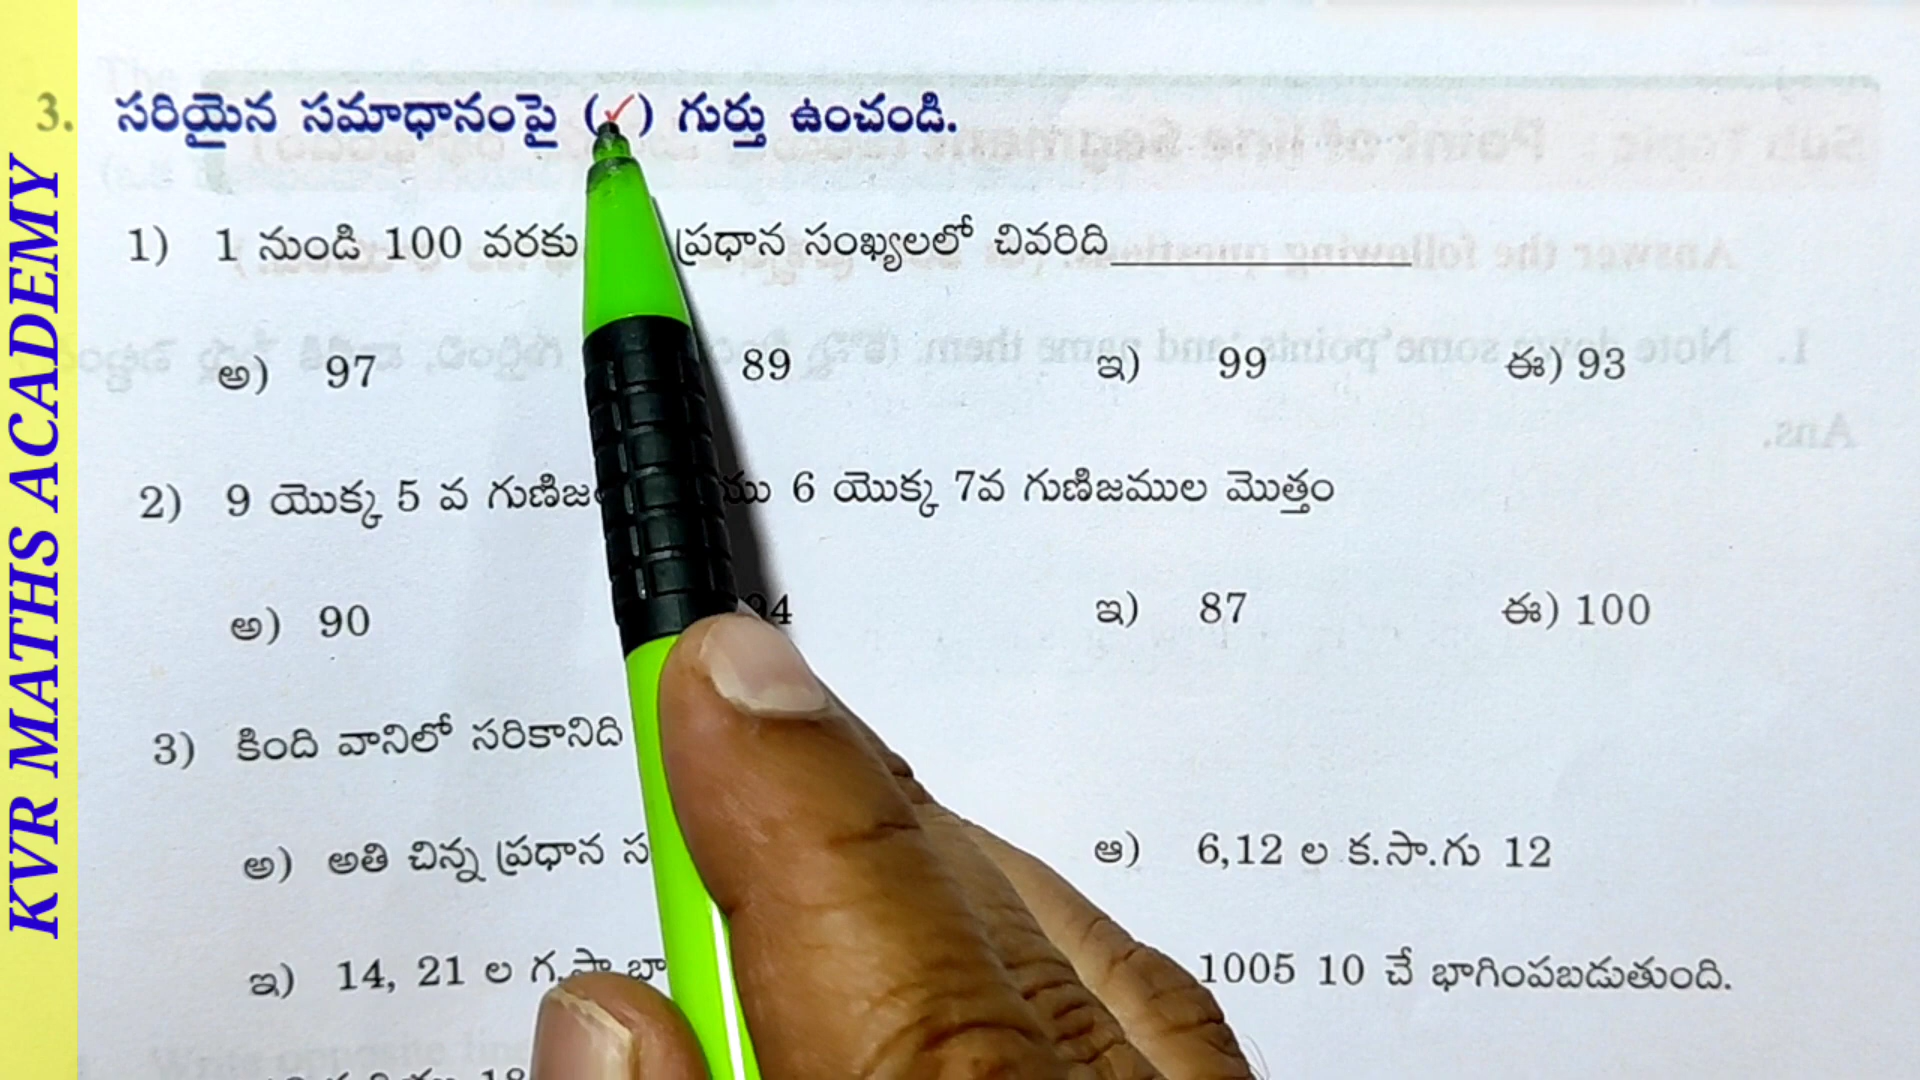 KVR MATHS ACADEMY
3. సరియైన సమాధానంపై (✓) గుర్తు ఉంచండి.
1) 1 నుండి 100 వరకు ప్రధాన సంఖ్యలలో చివరిది____________
అ) 97 89 ఇ) 99 ఈ) 93
2) 9 యొక్క 5 వ 6 యొక్క 7వ గుణిజముల మొత్తం
అ) 90 ఇ) 87 ఈ) 100
3) కింది వానిలో సరికానిది
అ) అతి చిన్న ప్రధాన ఆ) 6,12 ల క.సా.గు 12
ఇ) 14, 21 ల 1005 10 చే భాగింపబడుతుంది.